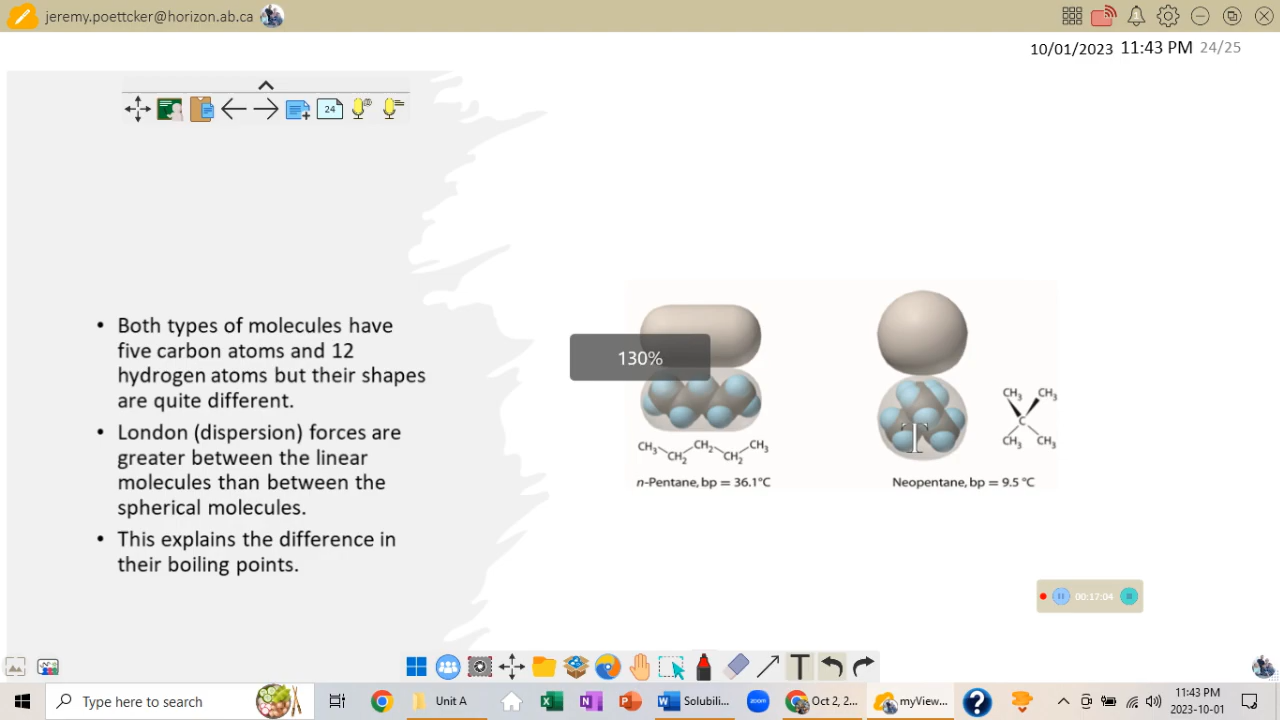 jeremy.poettcker@horizon.ab.ca
10/01/2023 11:43 PM 24/25
24
• Both types of molecules have
five carbon atoms and 12
hydrogen atoms but their shapes
are quite different.
• London (dispersion) forces are
greater between the linear
molecules than between the
spherical molecules.
• This explains the difference in
their boiling points.
130%
CH₃ CH₂ CH₂ CH₂ CH₃
n-Pentane, bp = 36.1°C
CH₃ CH₃
C
CH₃ CH₃
Neopentane, bp = 9.5 °C
00:17:04
T
Type here to search
Unit A
Solubili...
zoom
Oct 2, 2...
myView...
11:43 PM
2023-10-01